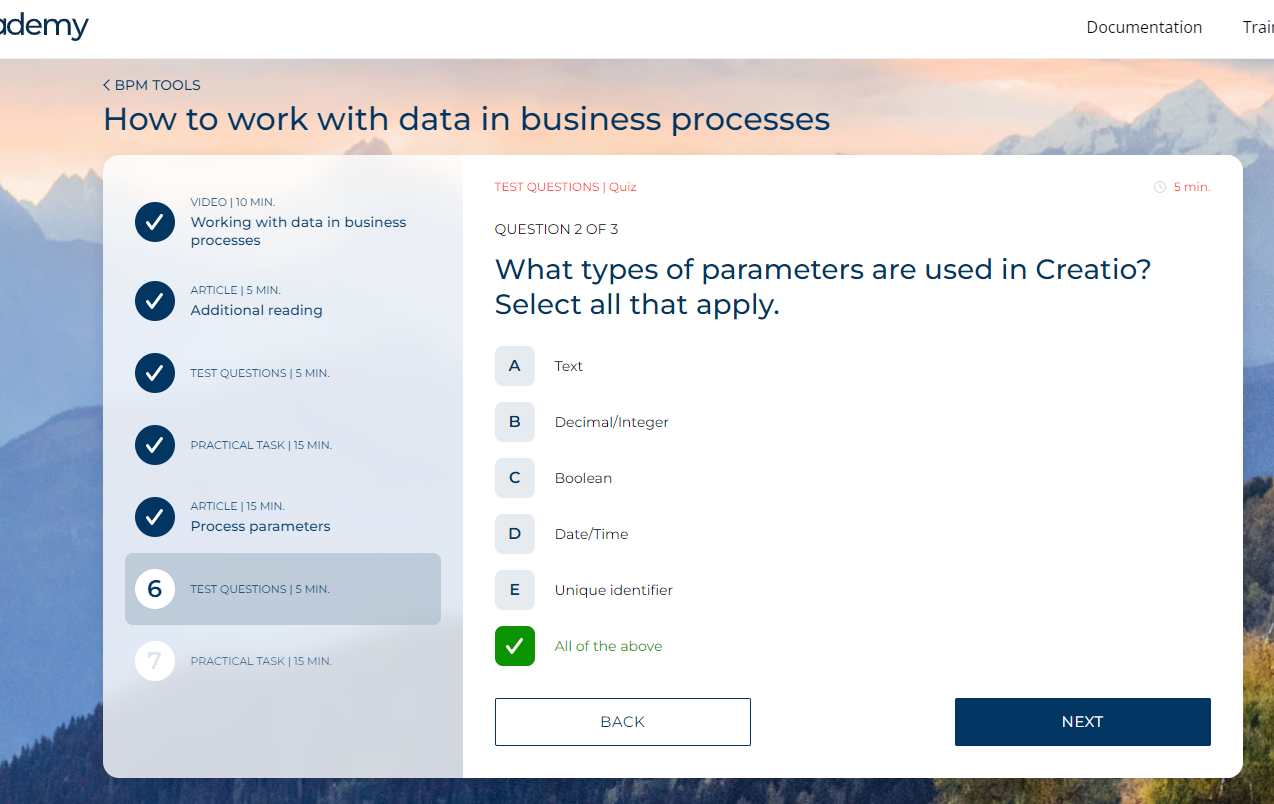 Documentation
BPM TOOLS
How to work with data in business processes
VIDEO | 10 MIN.
Working with data in business
processes
ARTICLE | 5 MIN.
Additional reading
TEST QUESTIONS | 5 MIN.
PRACTICAL TASK | 15 MIN.
ARTICLE | 15 MIN.
Process parameters
6
TEST QUESTIONS | 5 MIN.
7
PRACTICAL TASK | 15 MIN.
TEST QUESTIONS | Quiz
5 min.
QUESTION 2 OF 3
What types of parameters are used in Creatio?
Select all that apply.
A Text
B Decimal/Integer
C Boolean
D Date/Time
E Unique identifier
All of the above
BACK
NEXT